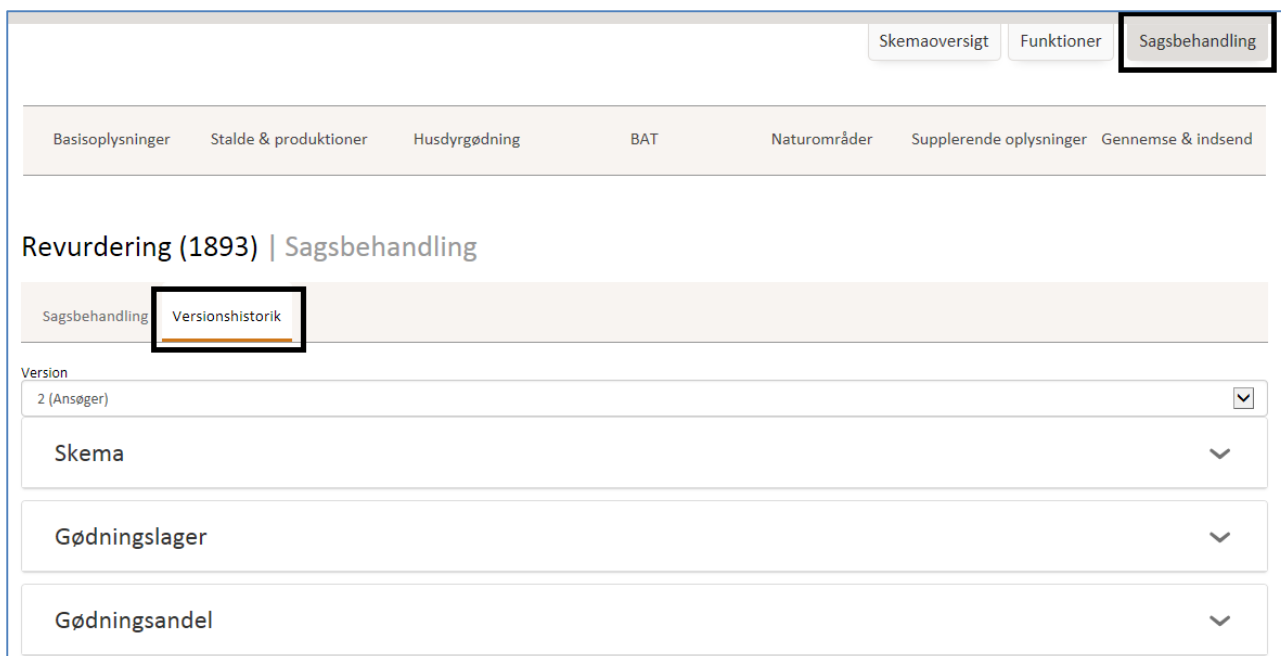 Skemaoversigt Funktioner Sagsbehandling
Basisoplysninger Stalde & produktioner Husdyrgødning BAT Naturområder Supplerende oplysninger Gennemse & indsend
Revurdering (1893) | Sagsbehandling
Sagsbehandling Versionshistorik
Version
2 (Ansøger)
Skema
Gødningslager
Gødningsandel